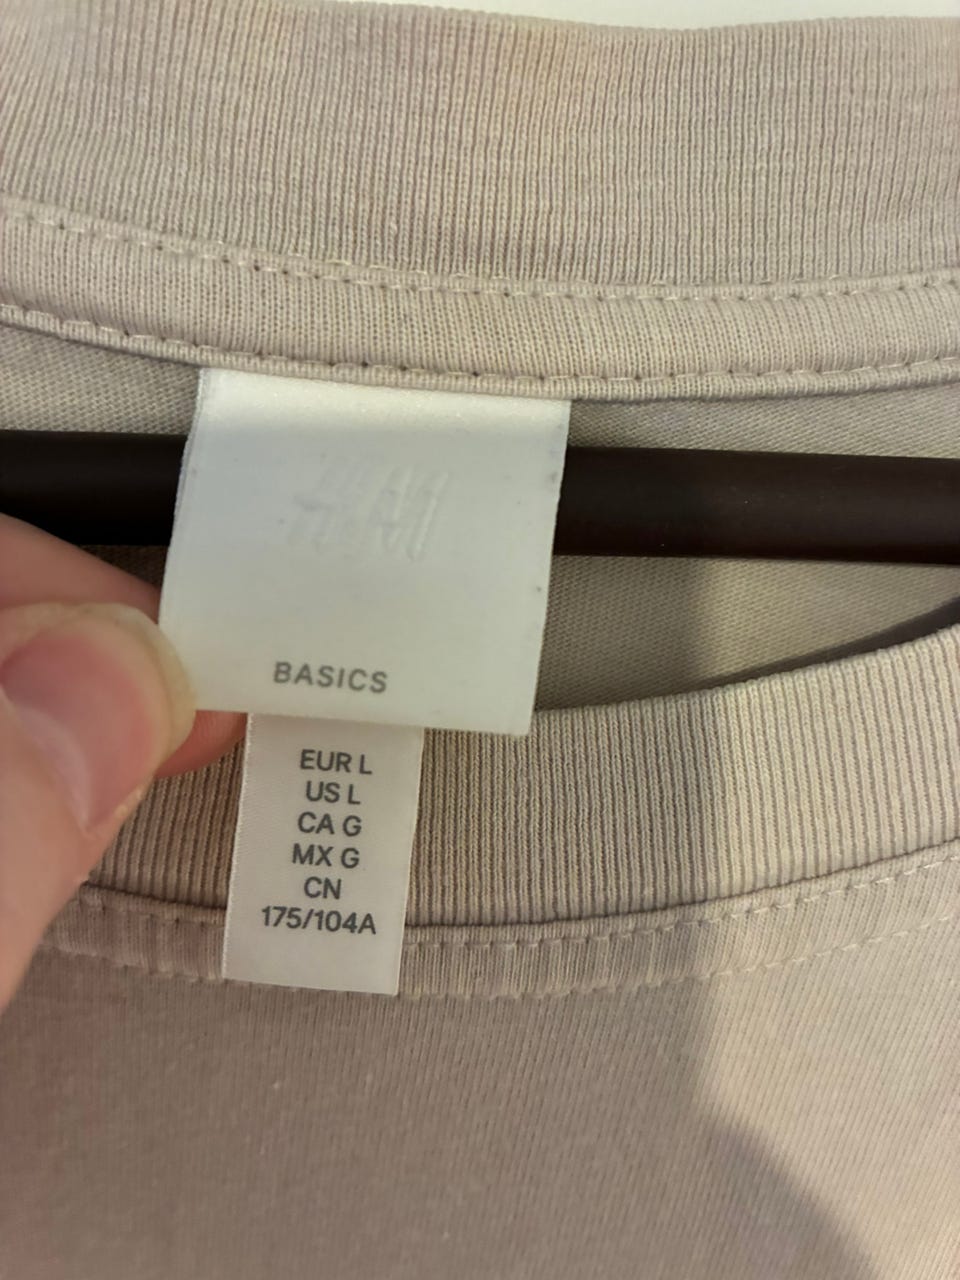 H&M
BASICS
EUR L
US L
CA G
MX G
CN
175/104A